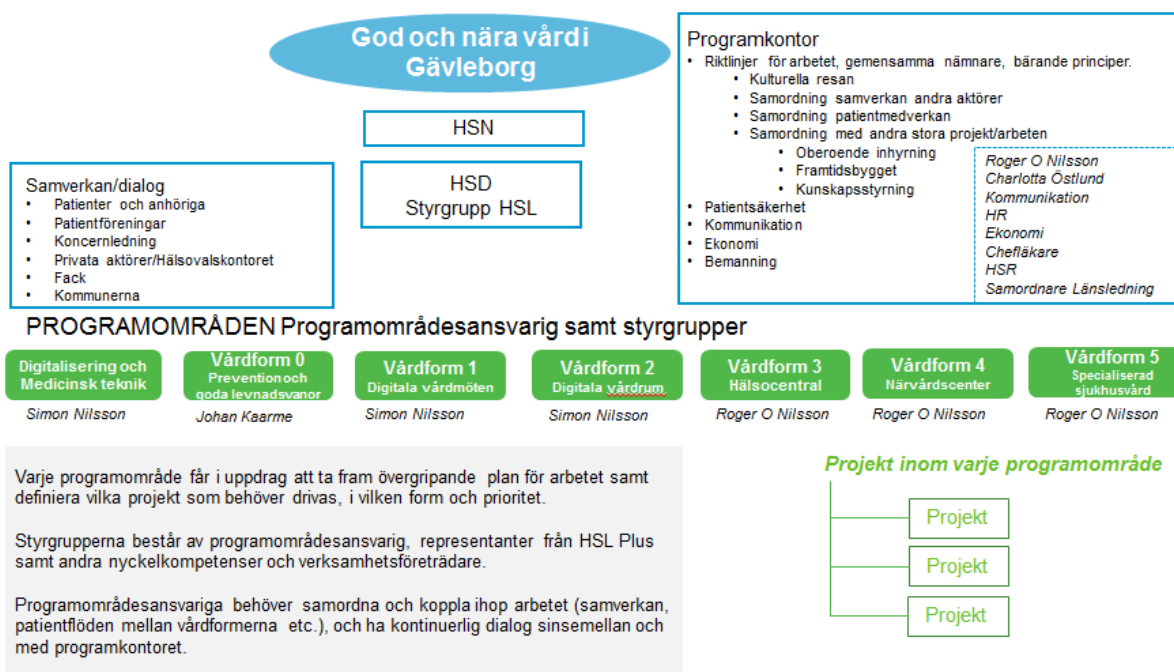 God och nära vård i
Gävleborg
HSN
HSD
Styrgrupp HSL
Samverkan/dialog
• Patienter och anhöriga
• Patientföreningar
• Koncernledning
• Privata aktörer/Hälsovalskontoret
• Fack
• Kommunerna
Programkontor
• Riktlinjer för arbetet, gemensamma nämnare, bärande principer.
• Kulturella resan
• Samordning samverkan andra aktörer
• Samordning patientmedverkan
• Samordning med andra stora projekt/arbeten
• Oberoende inhyrning
• Framtidsbygget
• Kunskapsstyrning
• Patientsäkerhet
• Kommunikation
• Ekonomi
• Bemanning
Roger O Nilsson
Charlotta Östlund
Kommunikation
HR
Ekonomi
Chefläkare
HSR
Samordnare Länsledning
PROGRAMOMRÅDEN Programområdesansvarig samt styrgrupper
Digitalisering och
Medicinsk teknik
Simon Nilsson
Vårdform 0
Prevention och
goda levnadsvanor
Johan Kaarme
Vårdform 1
Digitala vårdmöten
Simon Nilsson
Vårdform 2
Digitala vårdrum
Simon Nilsson
Vårdform 3
Hälsocentral
Roger O Nilsson
Vårdform 4
Närvårdscenter
Roger O Nilsson
Vårdform 5
Specialiserad
sjukhusvård
Roger O Nilsson
Varje programområde får i uppdrag att ta fram övergripande plan för arbetet samt
definiera vilka projekt som behöver drivas, i vilken form och prioritet.
Styrgrupperna består av programområdesansvarig, representanter från HSL Plus
samt andra nyckelkompetenser och verksamhetsföreträdare.
Programområdesansvariga behöver samordna och koppla ihop arbetet (samverkan,
patientflöden mellan vårdformerna etc.), och ha kontinuerlig dialog sinsemellan och
med programkontoret.
Projekt inom varje programområde
Projekt
Projekt
Projekt